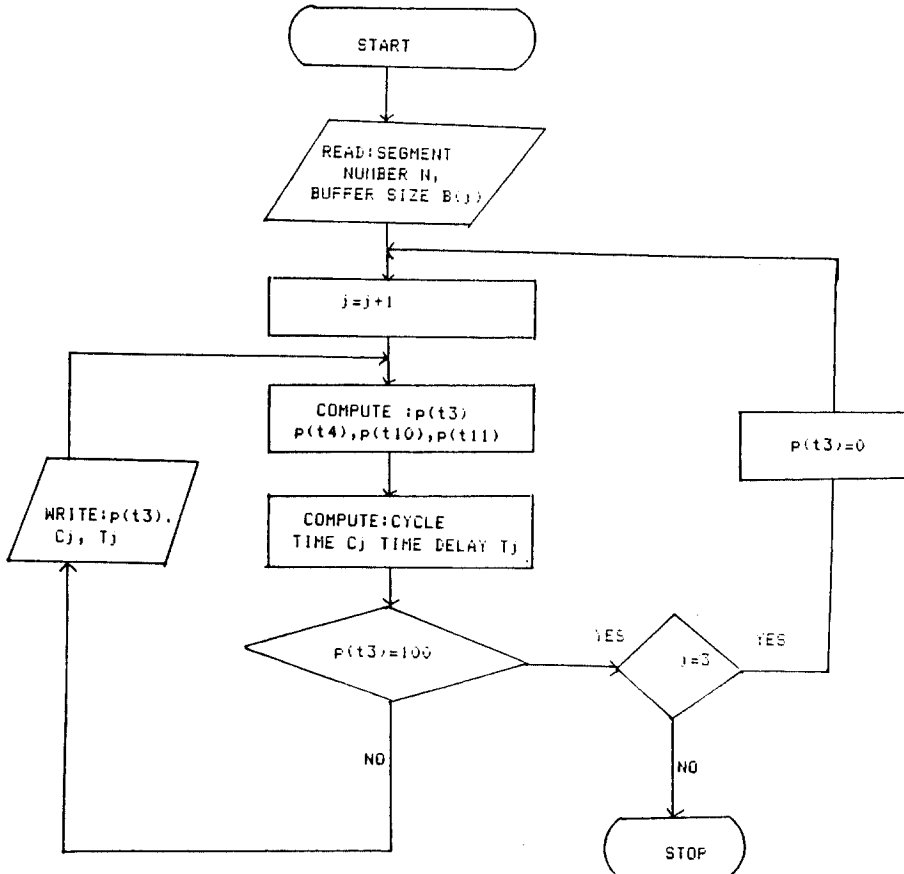 START
READ:SEGMENT
NUMBER N,
BUFFER SIZE B(j)
j=j+1
COMPUTE :p(t3)
p(t4),p(t10),p(t11)
p(t3)=0
WRITE:p(t3).
Cj, Tj
COMPUTE:CYCLE
TIME Cj TIME DELAY Tj
p(t3)=100
YES
j=3
YES
NO
NO
STOP